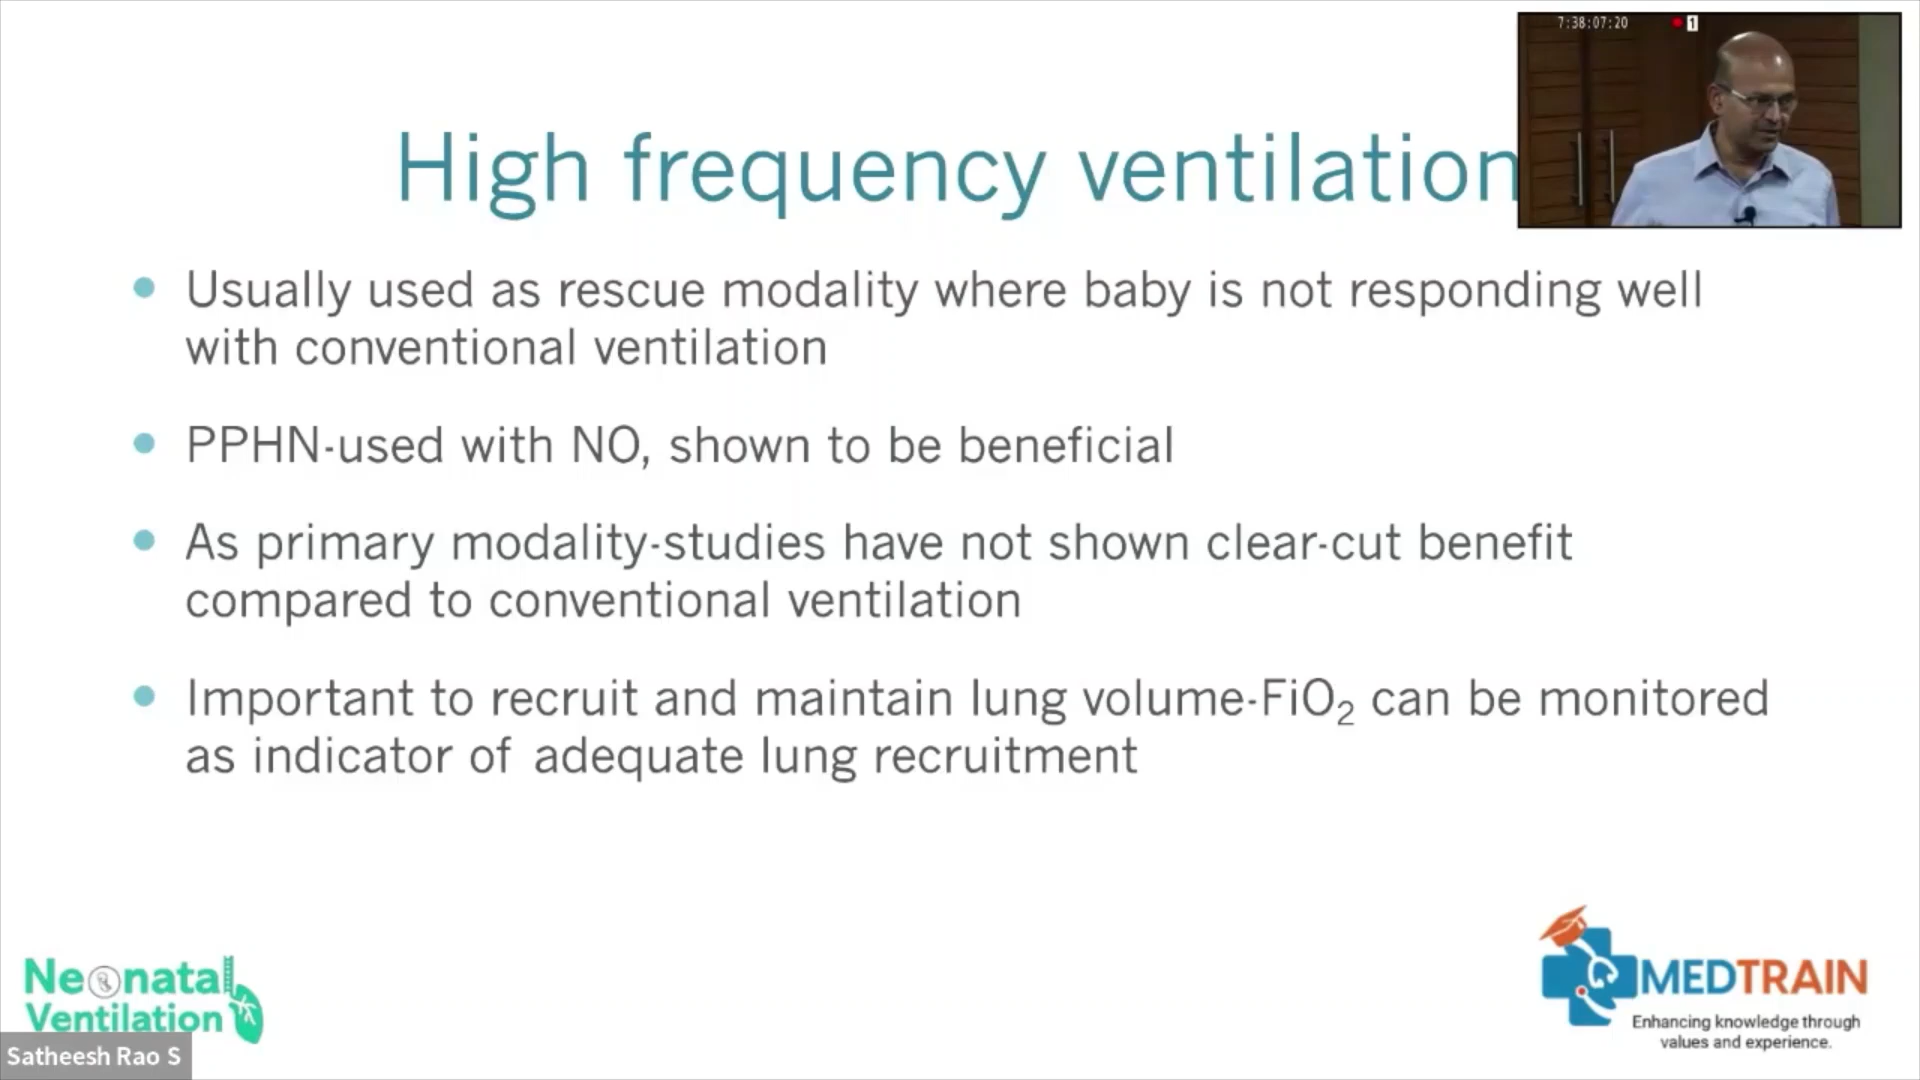 7:38:07:20 1
High frequency ventilation
Usually used as rescue modality where baby is not responding well
with conventional ventilation
PPHN-used with NO, shown to be beneficial
As primary modality-studies have not shown clear-cut benefit
compared to conventional ventilation
Important to recruit and maintain lung volume-FiO₂ can be monitored
as indicator of adequate lung recruitment
Neonatal
Ventilation
Satheesh Rao S
MEDTRAIN
Enhancing knowledge through
values and experience.